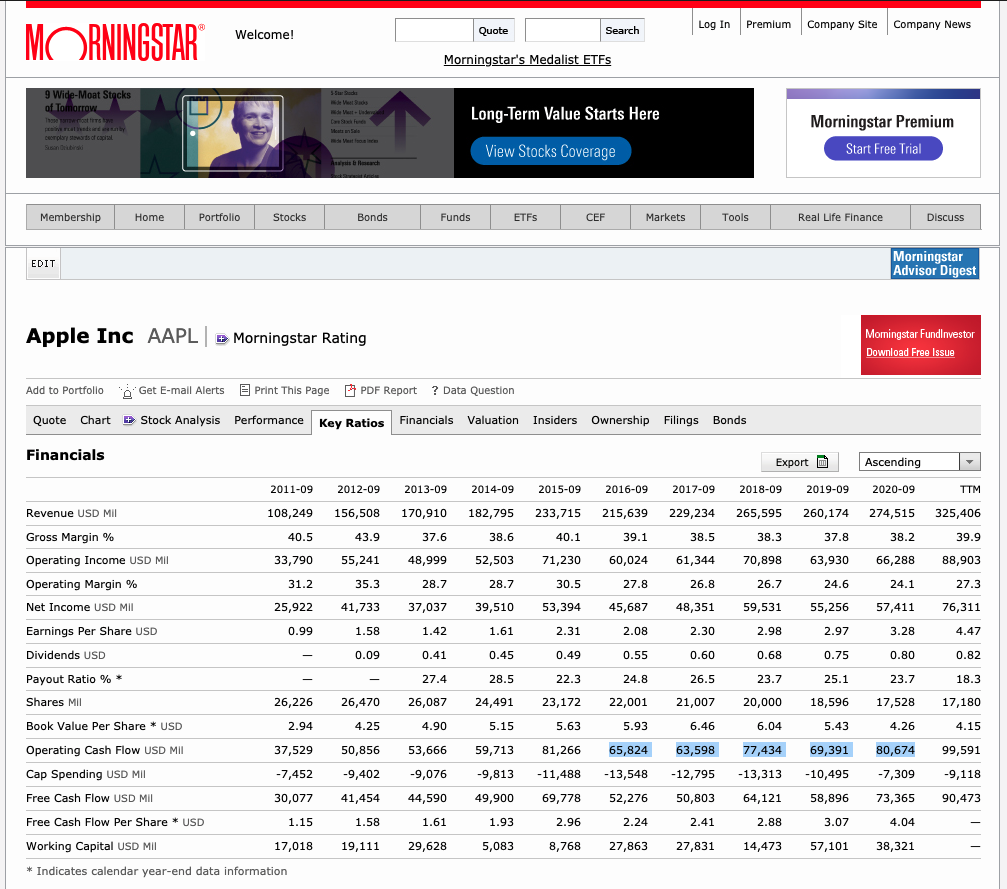 MORNINGSTAR® Welcome! Quote Search Log In Premium Company Site Company News
Morningstar's Medalist ETFs
9 Wide-Moat Stocks
of Tomorrow
Susan Dziubinski
5-Star Stocks
Wide Moat Stocks
Core Stock Funds
Wide Moat Focus Index
Analysis & Research
Long-Term Value Starts Here
View Stocks Coverage
Morningstar Premium
Start Free Trial
Membership Home Portfolio Stocks Bonds Funds ETFs CEF Markets Tools Real Life Finance Discuss
EDIT
Morningstar
Advisor Digest
Apple Inc AAPL Morningstar Rating
Morningstar FundInvestor
Download Free Issue
Add to Portfolio Get E-mail Alerts Print This Page PDF Report ? Data Question
Quote Chart Stock Analysis Performance Key Ratios Financials Valuation Insiders Ownership Filings Bonds
Financials
Export Ascending
2011-09 2012-09 2013-09 2014-09 2015-09 2016-09 2017-09 2018-09 2019-09 2020-09 TTM
Revenue USD Mil 108,249 156,508 170,910 182,795 233,715 215,639 229,234 265,595 260,174 274,515 325,406
Gross Margin % 40.5 43.9 37.6 38.6 40.1 39.1 38.5 38.3 37.8 38.2 39.9
Operating Income USD Mil 33,790 55,241 48,999 52,503 71,230 60,024 61,344 70,898 63,930 66,288 88,903
Operating Margin % 31.2 35.3 28.7 28.7 30.5 27.8 26.8 26.7 24.6 24.1 27.3
Net Income USD Mil 25,922 41,733 37,037 39,510 53,394 45,687 48,351 59,531 55,256 57,411 76,311
Earnings Per Share USD 0.99 1.58 1.42 1.61 2.31 2.08 2.30 2.98 2.97 3.28 4.47
Dividends USD — 0.09 0.41 0.45 0.49 0.55 0.60 0.68 0.75 0.80 0.82
Payout Ratio % * — — 27.4 28.5 22.3 24.8 26.5 23.7 25.1 23.7 18.3
Shares Mil 26,226 26,470 26,087 24,491 23,172 22,001 21,007 20,000 18,596 17,528 17,180
Book Value Per Share * USD 2.94 4.25 4.90 5.15 5.63 5.93 6.46 6.04 5.43 4.26 4.15
Operating Cash Flow USD Mil 37,529 50,856 53,666 59,713 81,266 65,824 63,598 77,434 69,391 80,674 99,591
Cap Spending USD Mil -7,452 -9,402 -9,076 -9,813 -11,488 -13,548 -12,795 -13,313 -10,495 -7,309 -9,118
Free Cash Flow USD Mil 30,077 41,454 44,590 49,900 69,778 52,276 50,803 64,121 58,896 73,365 90,473
Free Cash Flow Per Share * USD 1.15 1.58 1.61 1.93 2.96 2.24 2.41 2.88 3.07 4.04 —
Working Capital USD Mil 17,018 19,111 29,628 5,083 8,768 27,863 27,831 14,473 57,101 38,321 —
* Indicates calendar year-end data information